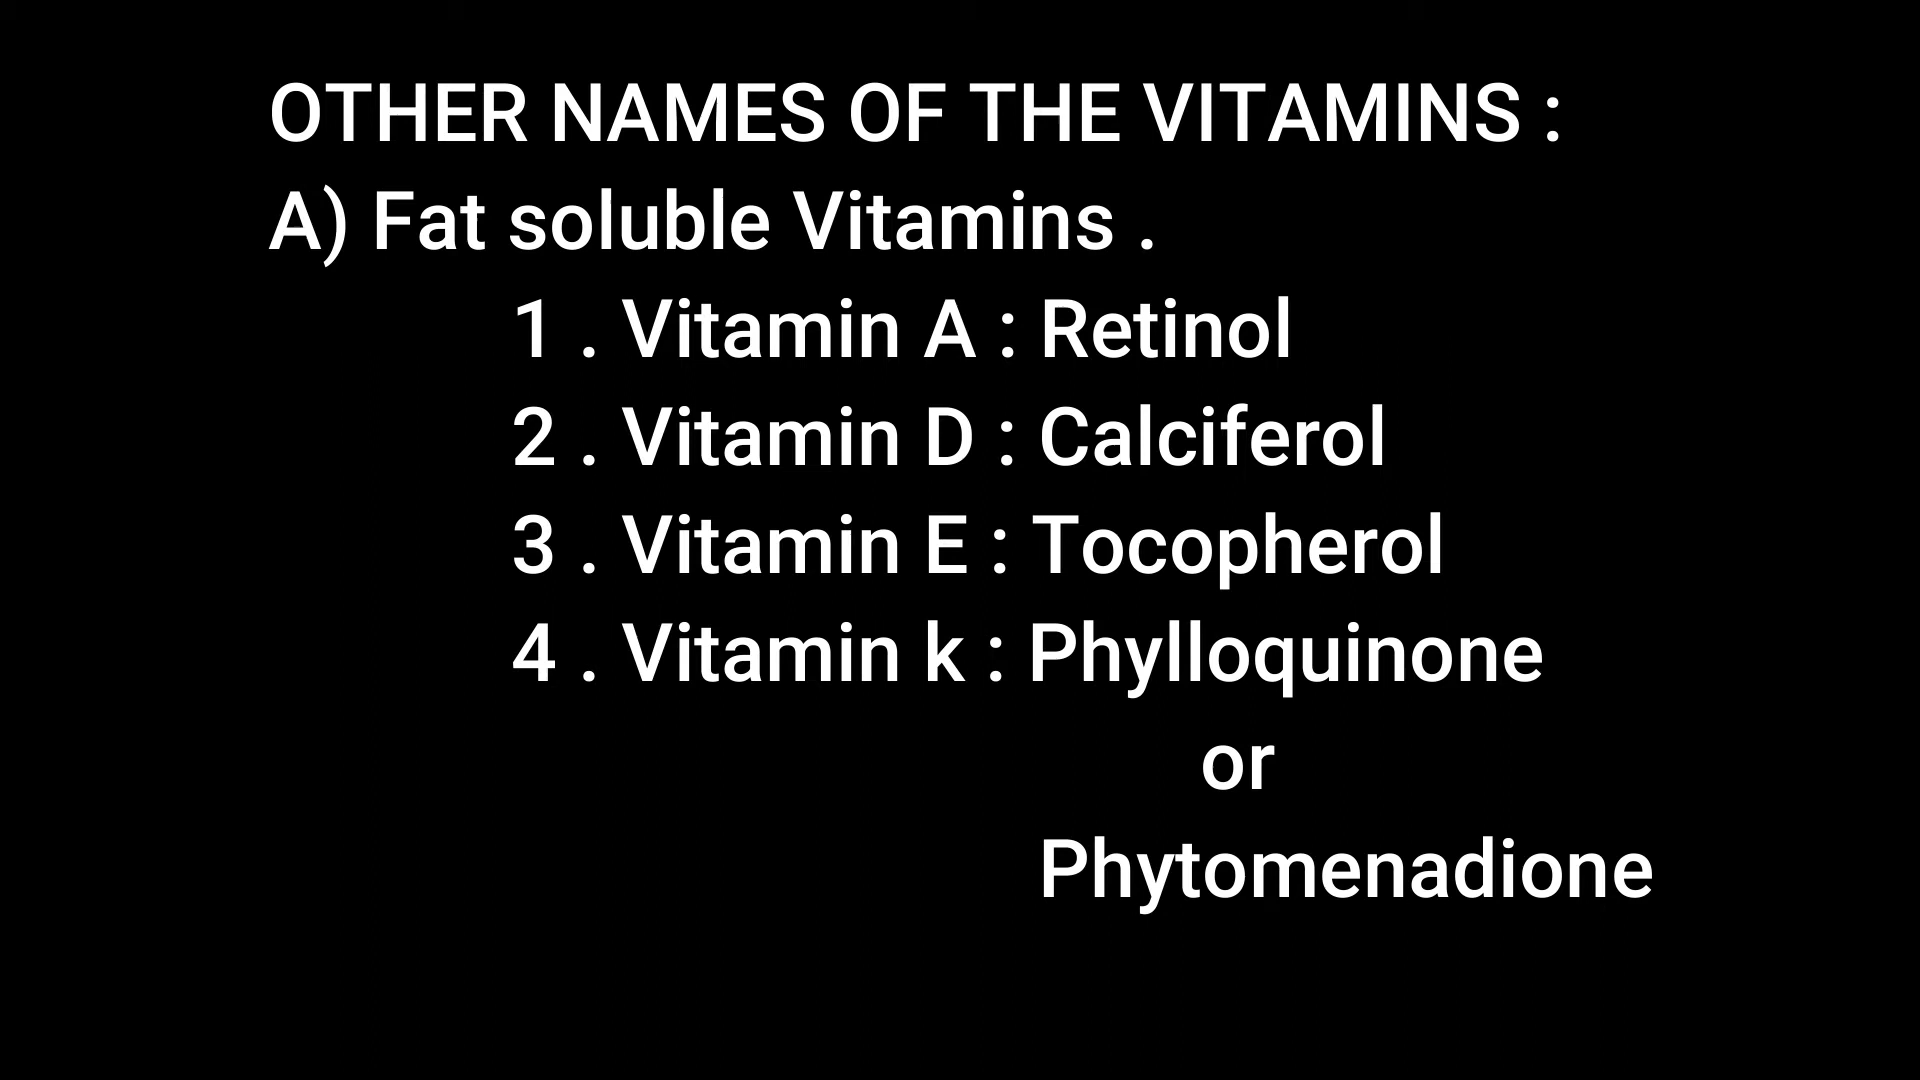 OTHER NAMES OF THE VITAMINS :
A) Fat soluble Vitamins .
1 . Vitamin A : Retinol
2 . Vitamin D : Calciferol
3 . Vitamin E : Tocopherol
4 . Vitamin k : Phylloquinone
or
Phytomenadione